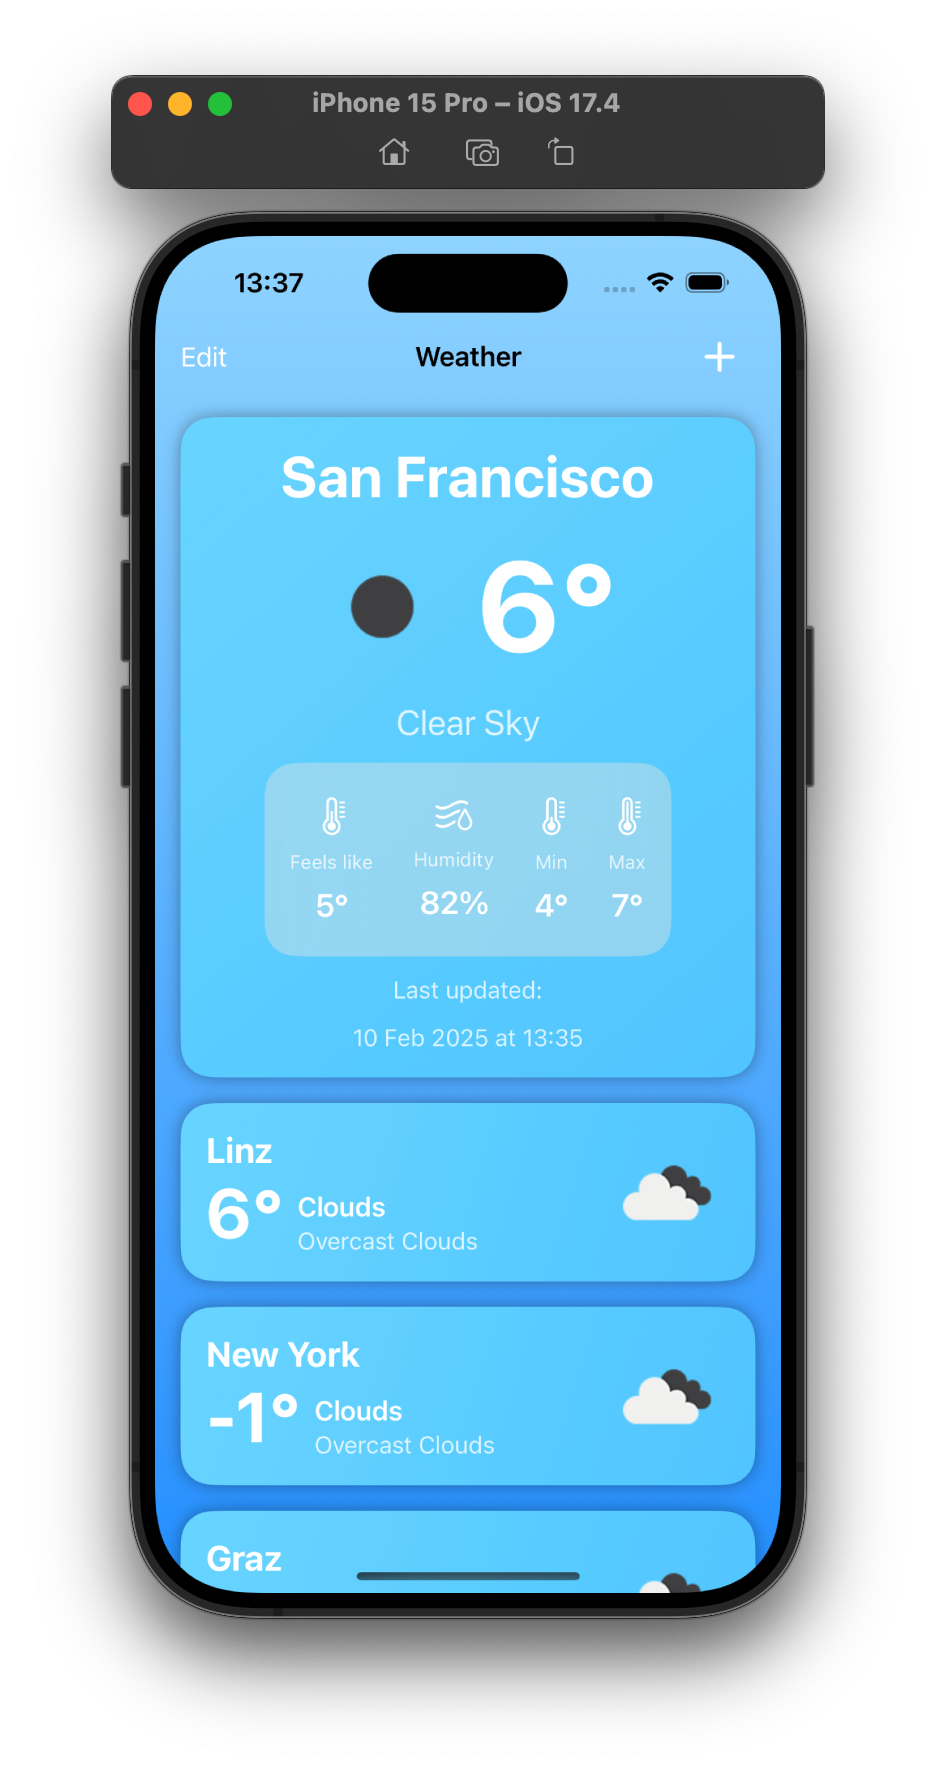 iPhone 15 Pro – iOS 17.4
13:37
Edit Weather
San Francisco
6°
Clear Sky
Feels like Humidity Min Max
5° 82% 4° 7°
Last updated:
10 Feb 2025 at 13:35
Linz
6° Clouds
Overcast Clouds
New York
-1° Clouds
Overcast Clouds
Graz